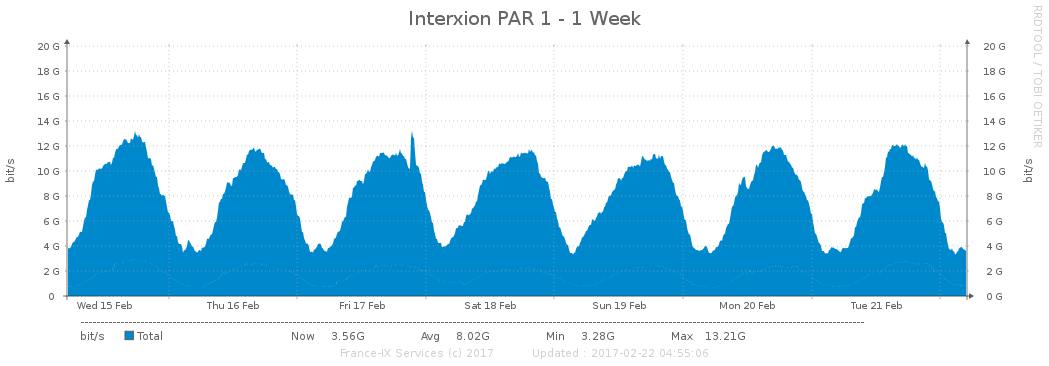 Interxion PAR 1 - 1 Week
RRDTOOL / TOBI OETIKER
bit/s
20 G 20 G
18 G 18 G
16 G 16 G
14 G 14 G
12 G 12 G
10 G 10 G
8 G 8 G
6 G 6 G
4 G 4 G
2 G 2 G
0 0 G
bit/s
Wed 15 Feb Thu 16 Feb Fri 17 Feb Sat 18 Feb Sun 19 Feb Mon 20 Feb Tue 21 Feb
bit/s Total Now 3.56G Avg 8.02G Min 3.28G Max 13.21G
France-IX Services (c) 2017 Updated : 2017-02-22 04:55:06